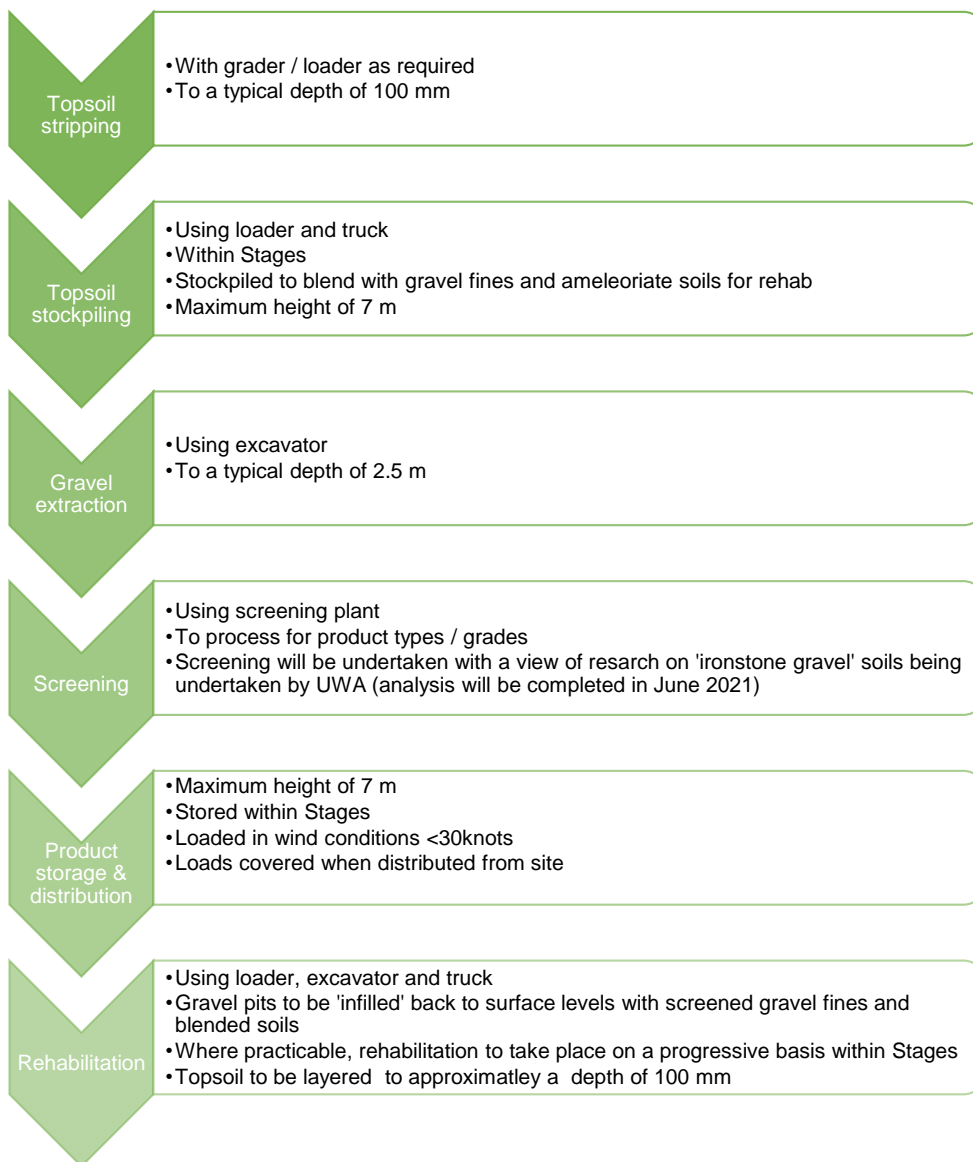 Topsoil
stripping
•With grader / loader as required
•To a typical depth of 100 mm
Topsoil
stockpiling
•Using loader and truck
•Within Stages
•Stockpiled to blend with gravel fines and ameleoriate soils for rehab
•Maximum height of 7 m
Gravel
extraction
•Using excavator
•To a typical depth of 2.5 m
Screening
•Using screening plant
•To process for product types / grades
•Screening will be undertaken with a view of resarch on 'ironstone gravel' soils being
undertaken by UWA (analysis will be completed in June 2021)
Product
storage &
distribution
•Maximum height of 7 m
•Stored within Stages
•Loaded in wind conditions <30knots
•Loads covered when distributed from site
Rehabilitation
•Using loader, excavator and truck
•Gravel pits to be 'infilled' back to surface levels with screened gravel fines and
blended soils
•Where practicable, rehabilitation to take place on a progressive basis within Stages
•Topsoil to be layered  to approximatley a  depth of 100 mm